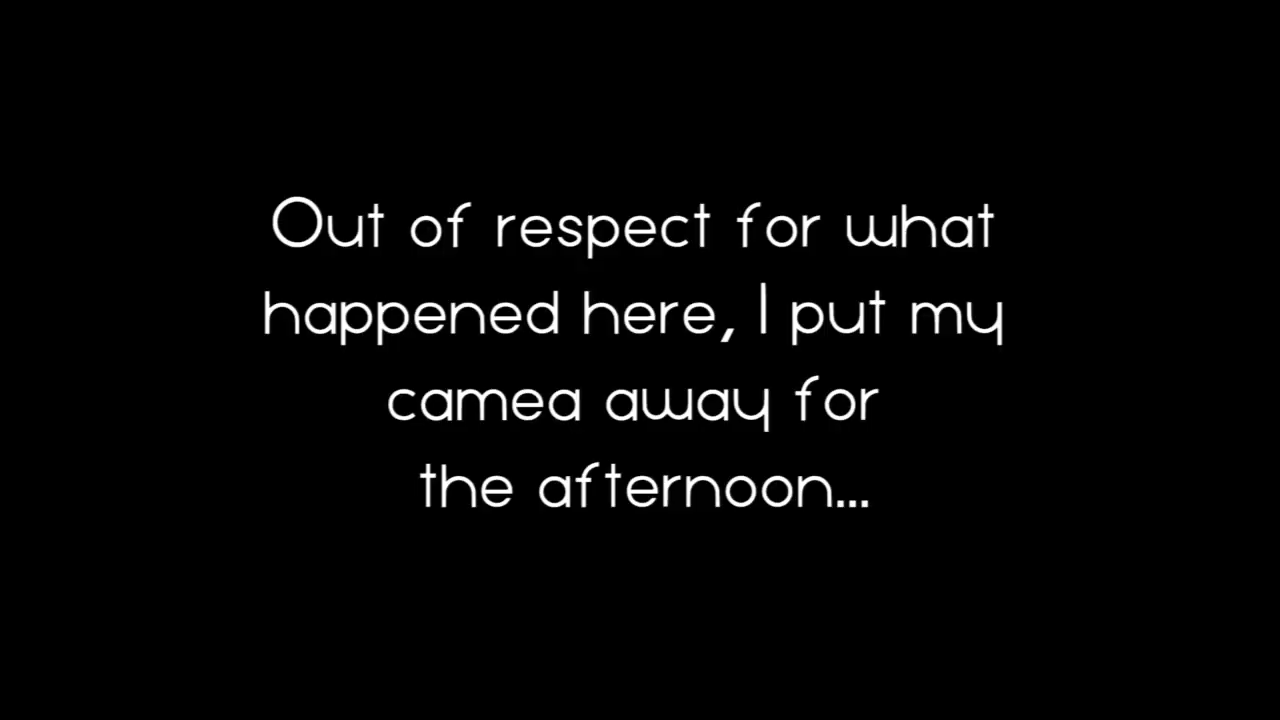 Out of respect for what
happened here, I put my
camea away for
the afternoon...